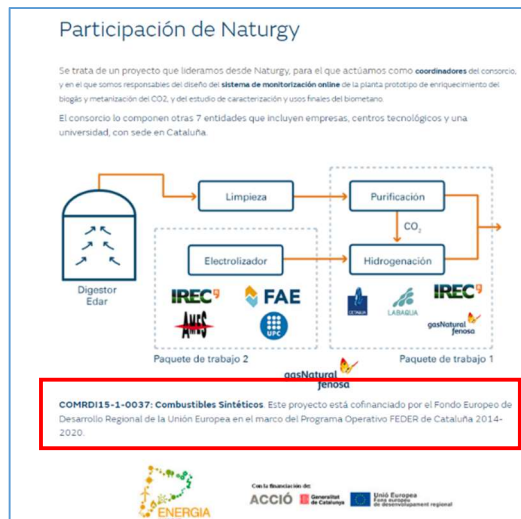 Participación de Naturgy
Se trata de un proyecto que lideramos desde Naturgy, para el que actúamos como coordinadores del consorcio,
y en el que somos responsables del diseño del sistema de monitorización online de la planta prototipo de enriquecimiento del
biogás y metanización del CO2, y del estudio de caracterización y usos finales del biometano.
El consorcio lo componen otras 7 entidades que incluyen empresas, centros tecnológicos y una
universidad, con sede en Cataluña.
Limpieza
Purificación
CO2
Electrolizador
Hidrogenación
Digestor
Edar
IREC
FAE
AMES
UPC
LABAQUA
IREC
gasNatural
fenosa
Paquete de trabajo 2
Paquete de trabajo 1
gasNatural
fenosa
COMRDI15-1-0037: Combustibles Sintéticos. Este proyecto está cofinanciado por el Fondo Europeo de
Desarrollo Regional de la Unión Europea en el marco del Programa Operativo FEDER de Cataluña 2014-
2020.
ENERGIA
Con la financiación de:
ACCIÓ
Generalitat
de Catalunya
Unió Europea
Fons europeu
de desenvolupament regional